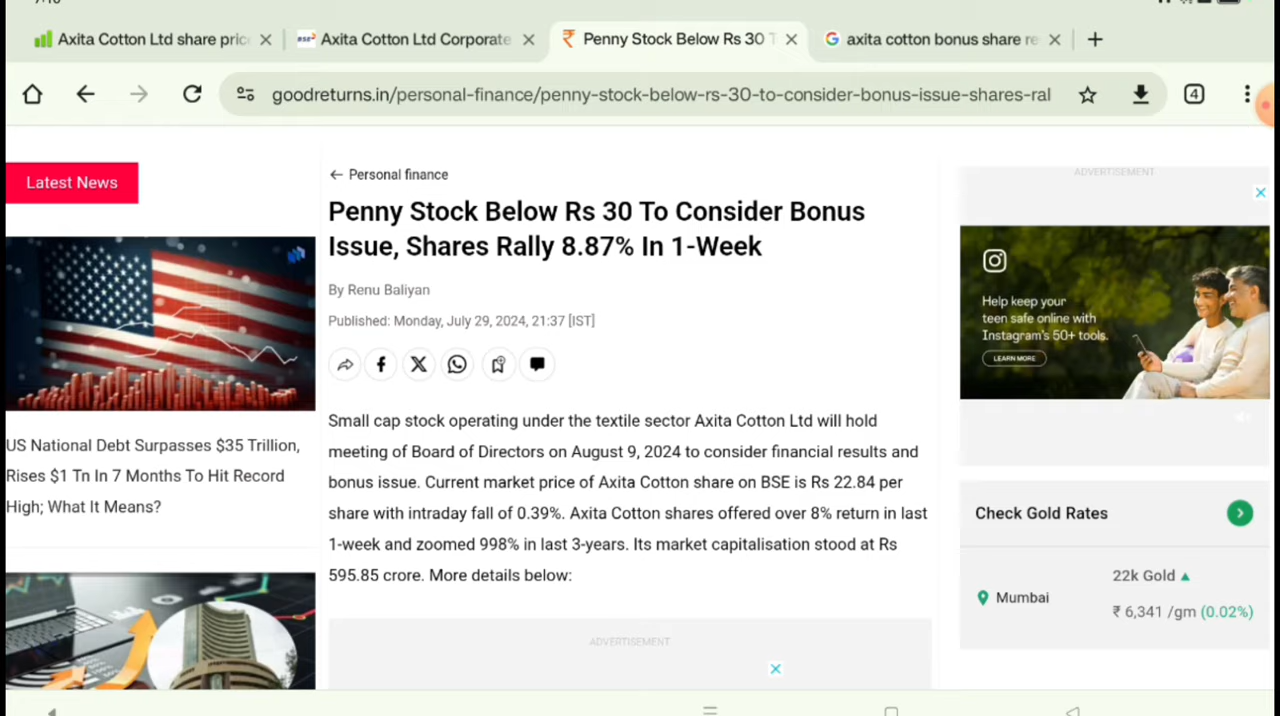 Axita Cotton Ltd share pric
BSE Axita Cotton Ltd Corporate
Penny Stock Below Rs 30 T
axita cotton bonus share re
goodreturns.in/personal-finance/penny-stock-below-rs-30-to-consider-bonus-issue-shares-ral
4
Latest News
US National Debt Surpasses $35 Trillion,
Rises $1 Tn In 7 Months To Hit Record
High; What It Means?
← Personal finance
Penny Stock Below Rs 30 To Consider Bonus
Issue, Shares Rally 8.87% In 1-Week
By Renu Baliyan
Published: Monday, July 29, 2024, 21:37 [IST]
Small cap stock operating under the textile sector Axita Cotton Ltd will hold
meeting of Board of Directors on August 9, 2024 to consider financial results and
bonus issue. Current market price of Axita Cotton share on BSE is Rs 22.84 per
share with intraday fall of 0.39%. Axita Cotton shares offered over 8% return in last
1-week and zoomed 998% in last 3-years. Its market capitalisation stood at Rs
595.85 crore. More details below:
ADVERTISEMENT
ADVERTISEMENT
Help keep your
teen safe online with
Instagram's 50+ tools.
LEARN MORE
Check Gold Rates
Mumbai
22k Gold ▲
₹ 6,341 /gm (0.02%)